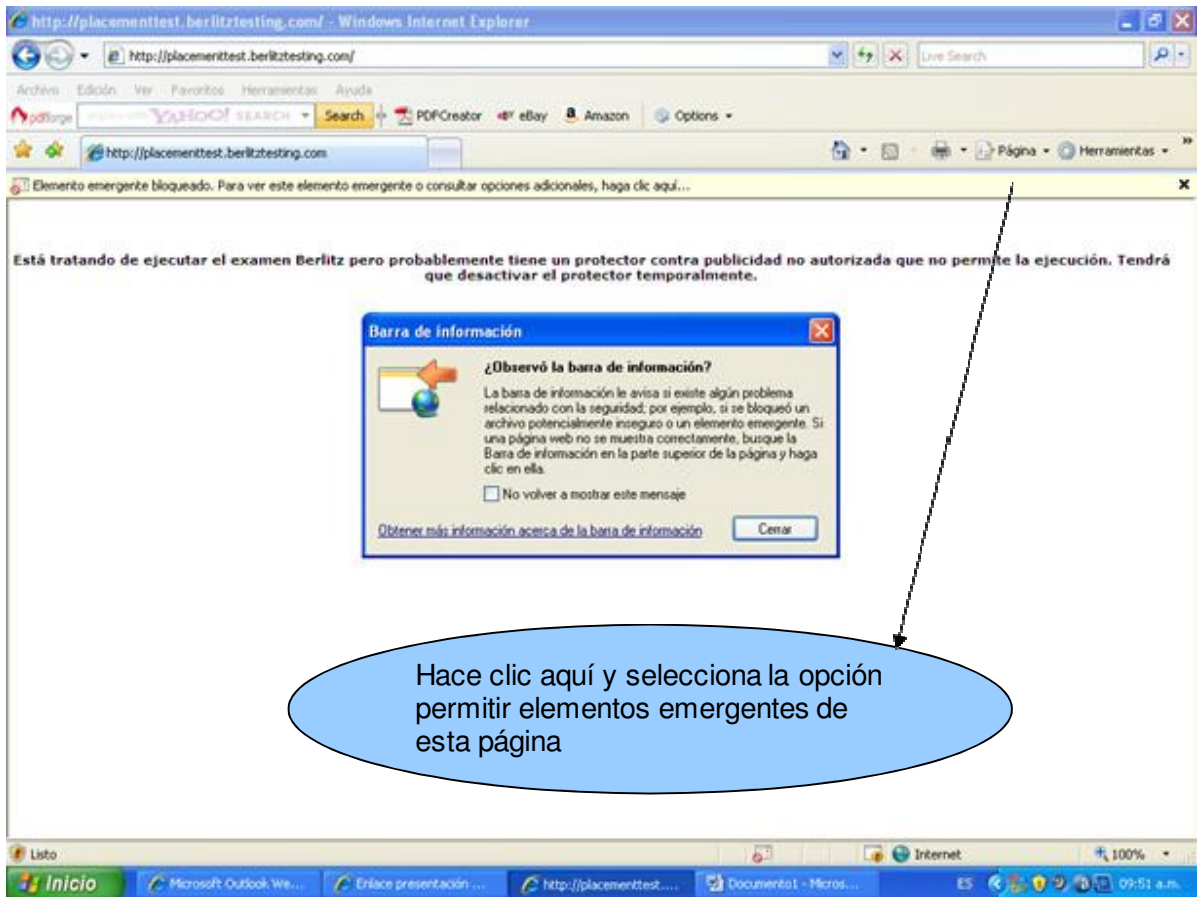 http://placementtest.berlitztesting.com/ - Windows Internet Explorer
http://placementtest.berlitztesting.com/
Live Search
Archivo Edición Ver Favoritos Herramientas Ayuda
pdfforge YAHOO! SEARCH Search PDFCreator eBay Amazon Options
http://placementtest.berlitztesting.com
Página Herramientas
Elemento emergente bloqueado. Para ver este elemento emergente o consultar opciones adicionales, haga clic aquí...
Está tratando de ejecutar el examen Berlitz pero probablemente tiene un protector contra publicidad no autorizada que no permite la ejecución. Tendrá
que desactivar el protector temporalmente.
Barra de información
¿Observó la barra de información?
La barra de información le avisa si existe algún problema
relacionado con la seguridad; por ejemplo, si se bloqueó un
archivo potencialmente inseguro o un elemento emergente. Si
una página web no se muestra correctamente, busque la
Barra de información en la parte superior de la página y haga
clic en ella.
No volver a mostrar este mensaje
Obtener más información acerca de la barra de información
Cerrar
Hace clic aquí y selecciona la opción
permitir elementos emergentes de
esta página
Listo Internet 100%
Inicio Microsoft Outlook We... Enlace presentación ... http://placementtest.... Documento1 - Micros... ES 09:51 a.m.